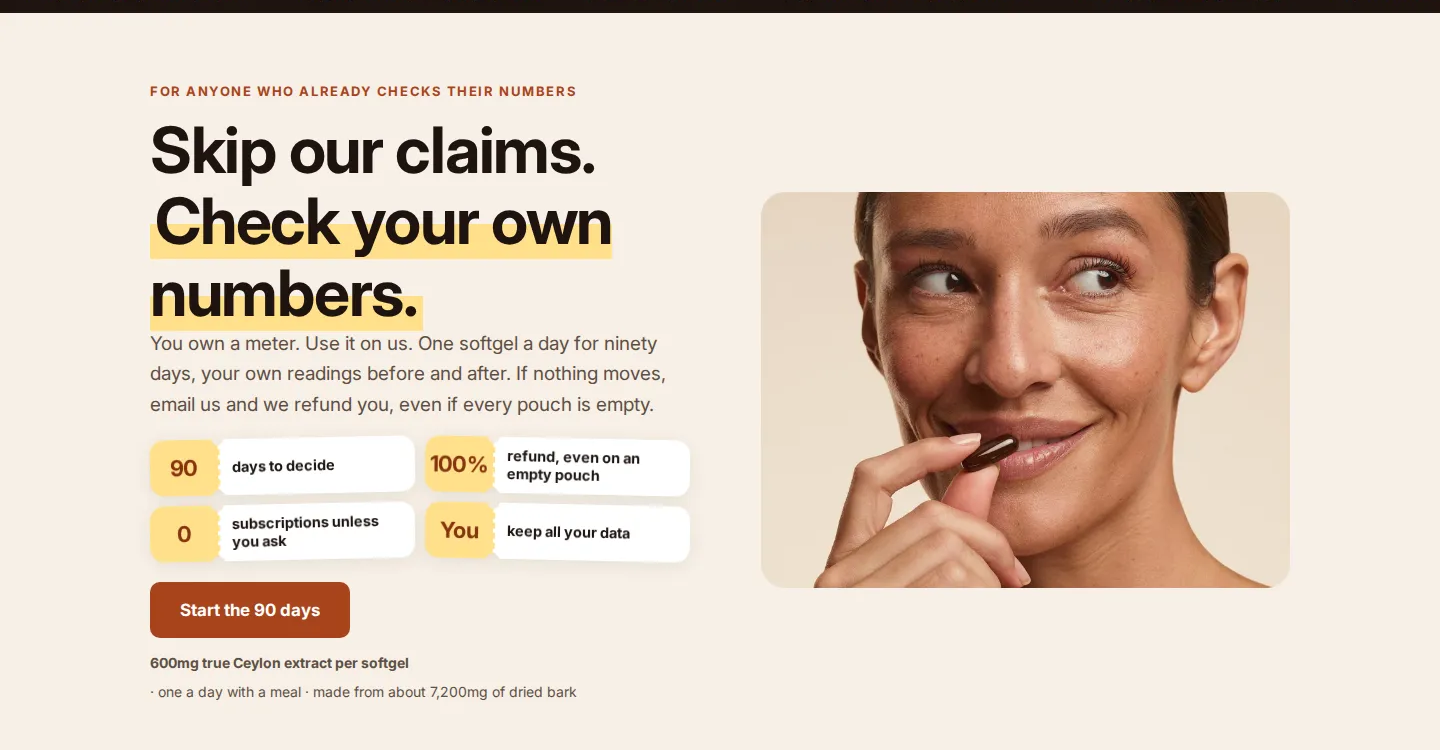 FOR ANYONE WHO ALREADY CHECKS THEIR NUMBERS
Skip our claims.
Check your own
numbers.
You own a meter. Use it on us. One softgel a day for ninety
days, your own readings before and after. If nothing moves,
email us and we refund you, even if every pouch is empty.
90
days to decide
100%
refund, even on an
empty pouch
0
subscriptions unless
you ask
You
keep all your data
Start the 90 days
600mg true Ceylon extract per softgel
· one a day with a meal · made from about 7,200mg of dried bark